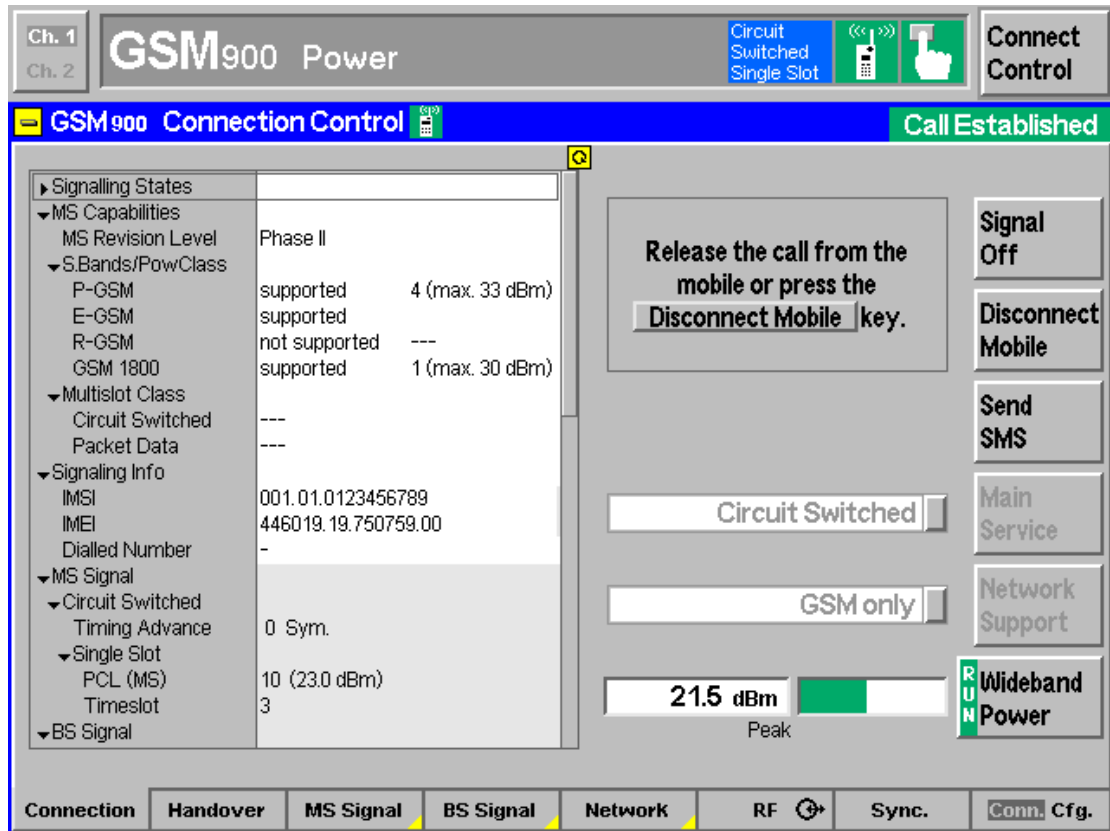 Ch. 1
Ch. 2
GSM900 Power
Circuit
Switched
Single Slot
Connect
Control
GSM900 Connection Control
Call Established
Signalling States
MS Capabilities
MS Revision Level Phase II
S.Bands/PowClass
P-GSM supported 4 (max. 33 dBm)
E-GSM supported
R-GSM not supported ---
GSM 1800 supported 1 (max. 30 dBm)
Multislot Class
Circuit Switched ---
Packet Data ---
Signaling Info
IMSI 001.01.0123456789
IMEI 446019.19.750759.00
Dialled Number -
MS Signal
Circuit Switched
Timing Advance 0 Sym.
Single Slot
PCL (MS) 10 (23.0 dBm)
Timeslot 3
BS Signal
Release the call from the
mobile or press the
Disconnect Mobile key.
Circuit Switched
GSM only
21.5 dBm
Peak
Signal
Off
Disconnect
Mobile
Send
SMS
Main
Service
Network
Support
RUN
Wideband
Power
Connection Handover MS Signal BS Signal Network RF Sync. Conn. Cfg.